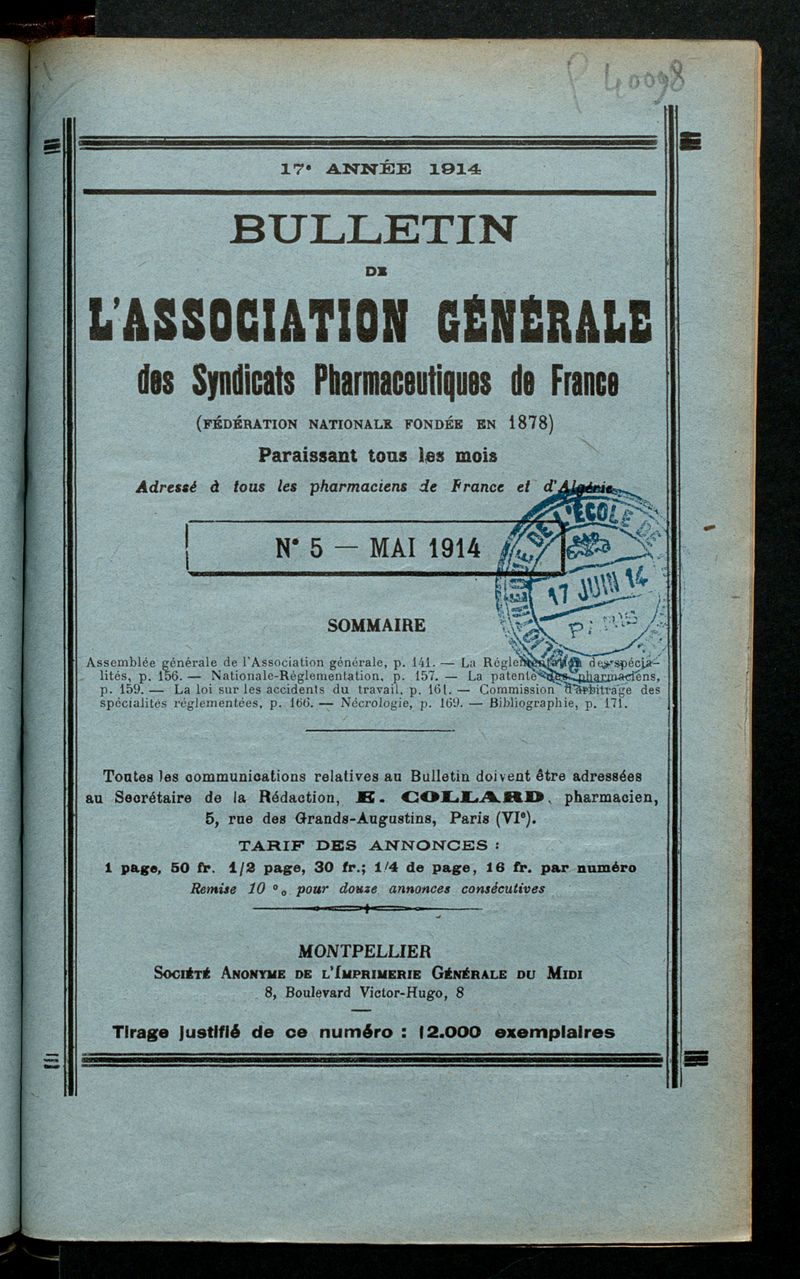 P 40098
17e ANNÉE 1914
BULLETIN
DE
L'ASSOCIATION GÉNÉRALE
des Syndicats Pharmaceutiques de France
(FÉDÉRATION NATIONALE FONDÉE EN 1878)
Paraissant tous les mois
Adressé à tous les pharmaciens de France et d'Algérie.
N° 5 — MAI 1914
BIBLIOTHÈQUE DE L'ÉCOLE DE
17 JUIN 14
PARIS
SOMMAIRE
Assemblée générale de l'Association générale, p. 141. — La Réglementation des spécia-
lités, p. 156. — Nationale-Réglementation, p. 157. — La patente des pharmaciens,
p. 159. — La loi sur les accidents du travail, p. 161. — Commission d'arbitrage des
spécialités réglementées, p. 166. — Nécrologie, p. 169. — Bibliographie, p. 171.
Toutes les communications relatives au Bulletin doivent être adressées
au Secrétaire de la Rédaction, E. COLLARD, pharmacien,
5, rue des Grands-Augustins, Paris (VIe).
TARIF DES ANNONCES :
1 page, 50 fr. 1/2 page, 30 fr.; 1/4 de page, 16 fr. par numéro
Remise 10 % pour douze annonces consécutives
MONTPELLIER
SOCIÉTÉ ANONYME DE L'IMPRIMERIE GÉNÉRALE DU MIDI
8, Boulevard Victor-Hugo, 8
Tirage justifié de ce numéro : 12.000 exemplaires